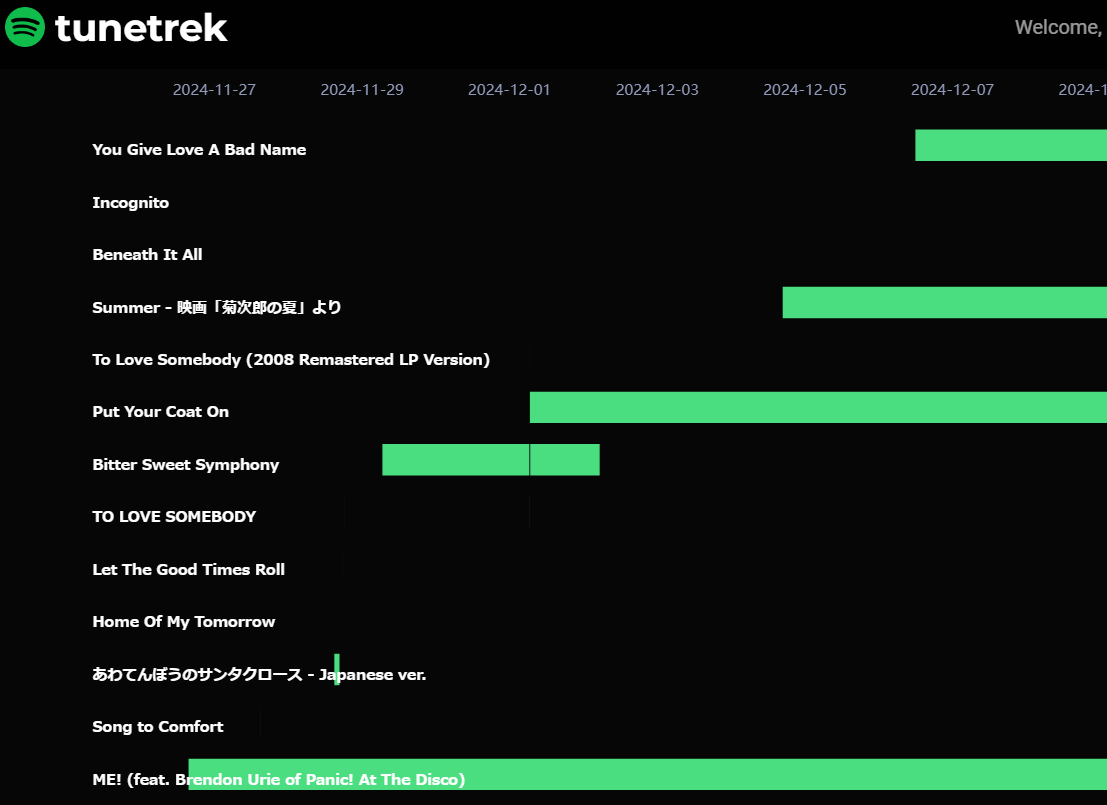 tunetrek
Welcome,
2024-11-27 2024-11-29 2024-12-01 2024-12-03 2024-12-05 2024-12-07 2024-1
You Give Love A Bad Name
Incognito
Beneath It All
Summer - 映画「菊次郎の夏」より
To Love Somebody (2008 Remastered LP Version)
Put Your Coat On
Bitter Sweet Symphony
TO LOVE SOMEBODY
Let The Good Times Roll
Home Of My Tomorrow
あわてんぼうのサンタクロース - Japanese ver.
Song to Comfort
ME! (feat. Brendon Urie of Panic! At The Disco)